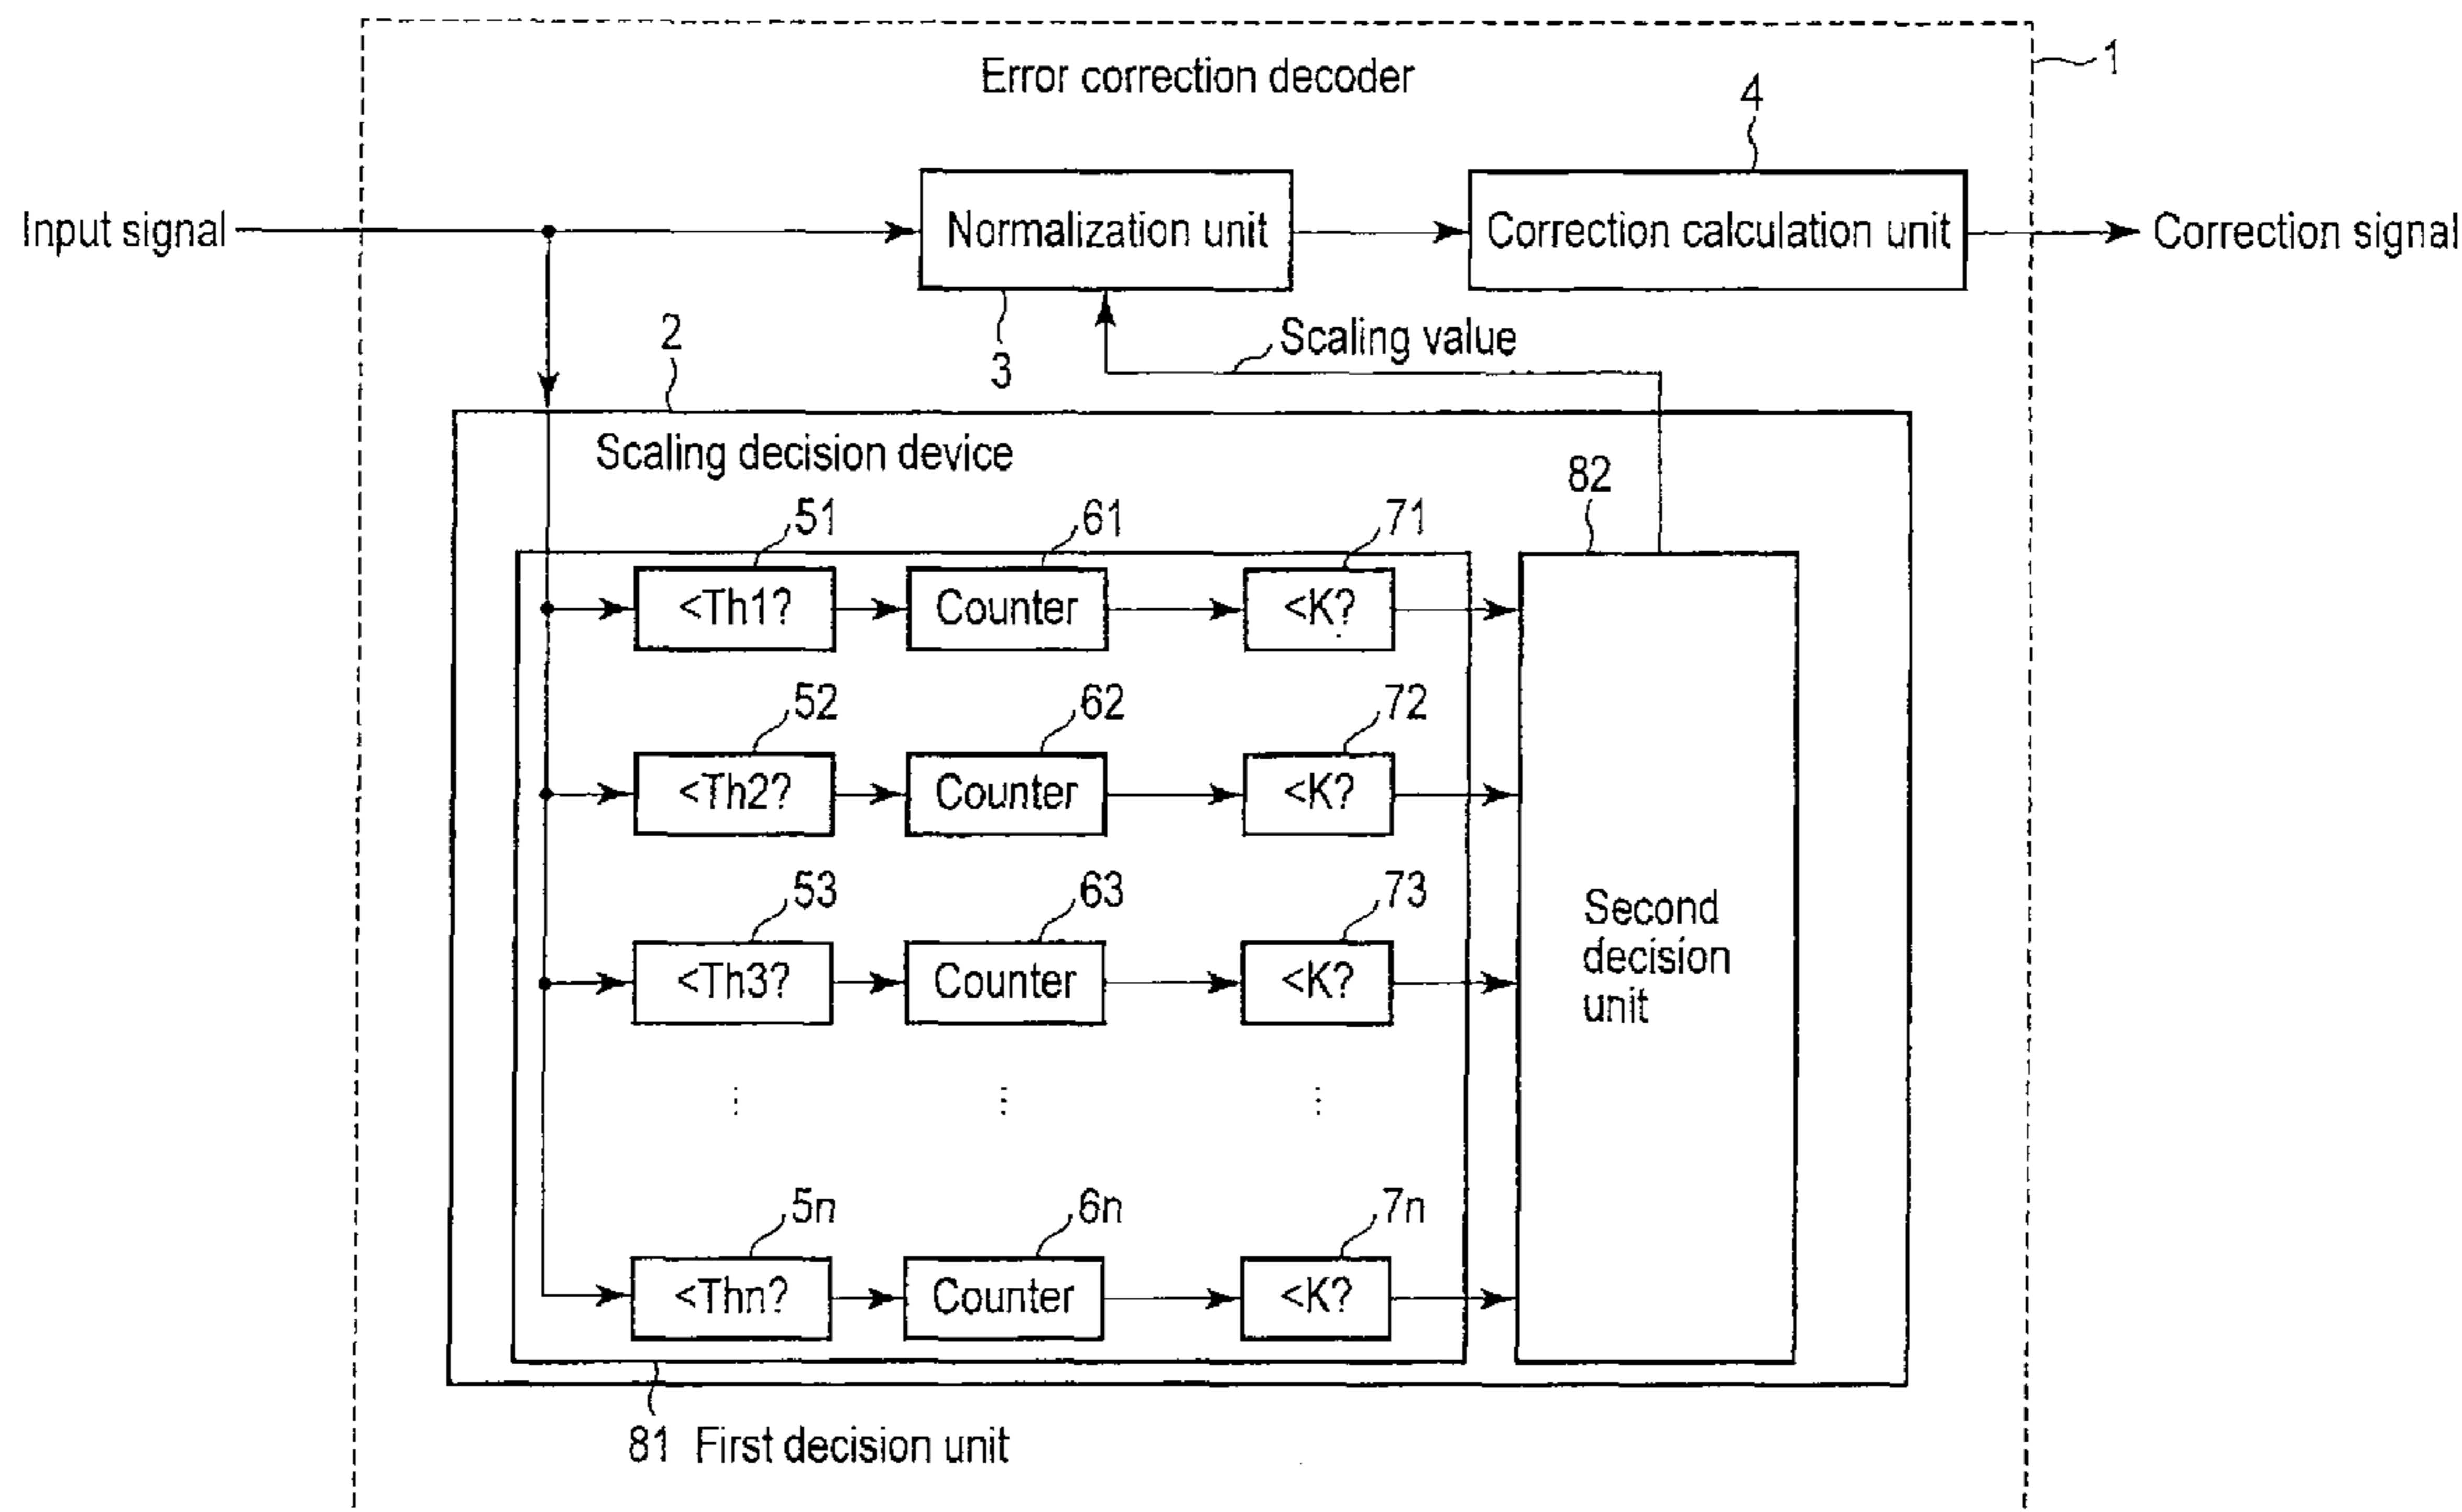 Error correction decoder
1
4
Input signal
Normalization unit
Correction calculation unit
Correction signal
3
Scaling value
2
Scaling decision device
82
51
61
71
<Th1?
Counter
<K?
52
62
72
<Th2?
Counter
<K?
53
63
73
<Th3?
Counter
<K?
Second
decision
unit
5n
6n
7n
<Thn?
Counter
<K?
81 First decision unit